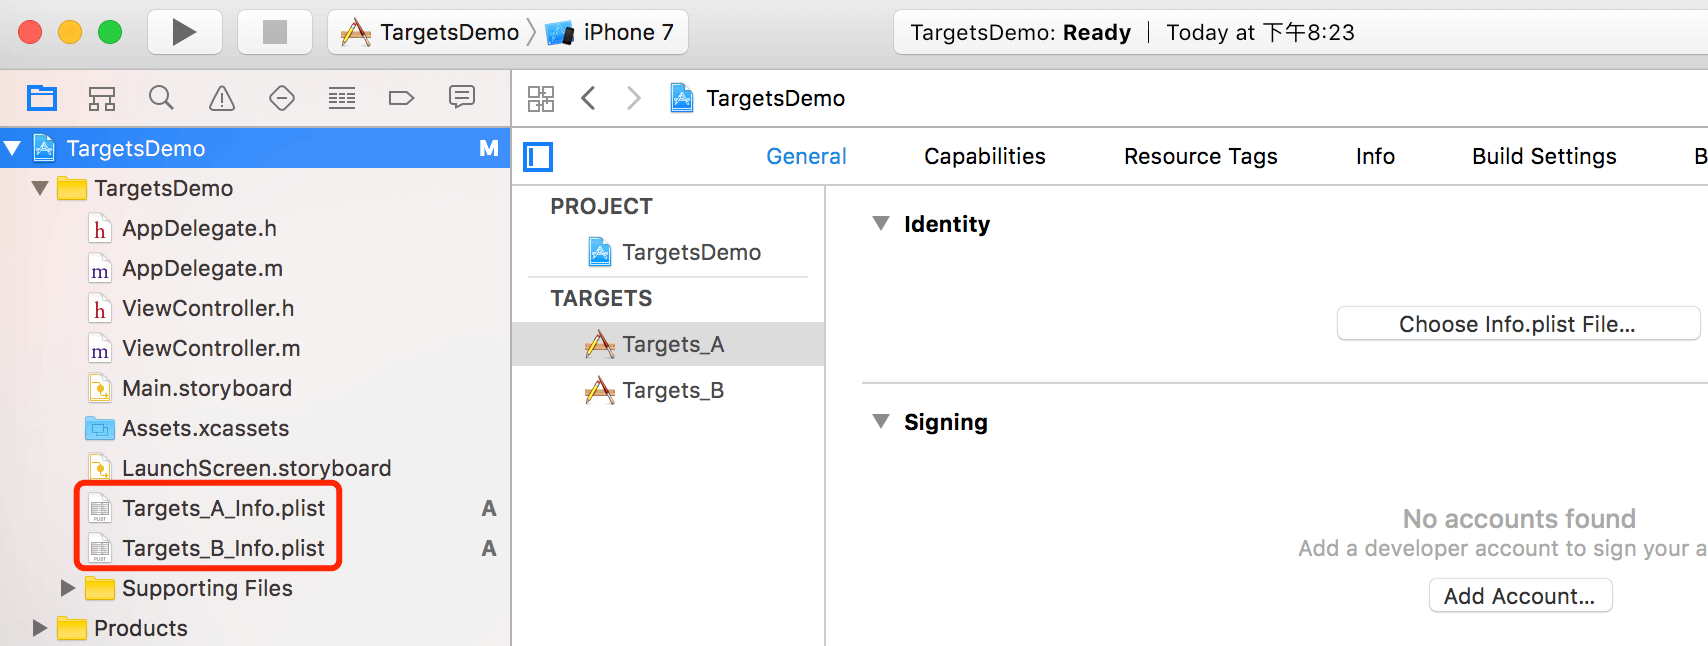 TargetsDemo
iPhone 7
TargetsDemo: Ready
Today at 下午8:23
TargetsDemo
TargetsDemo M
TargetsDemo
AppDelegate.h
AppDelegate.m
ViewController.h
ViewController.m
Main.storyboard
Assets.xcassets
LaunchScreen.storyboard
Targets_A_Info.plist A
Targets_B_Info.plist A
Supporting Files
Products
General Capabilities Resource Tags Info Build Settings B
PROJECT
TargetsDemo
TARGETS
Targets_A
Targets_B
Identity
Choose Info.plist File...
Signing
No accounts found
Add a developer account to sign your a
Add Account...